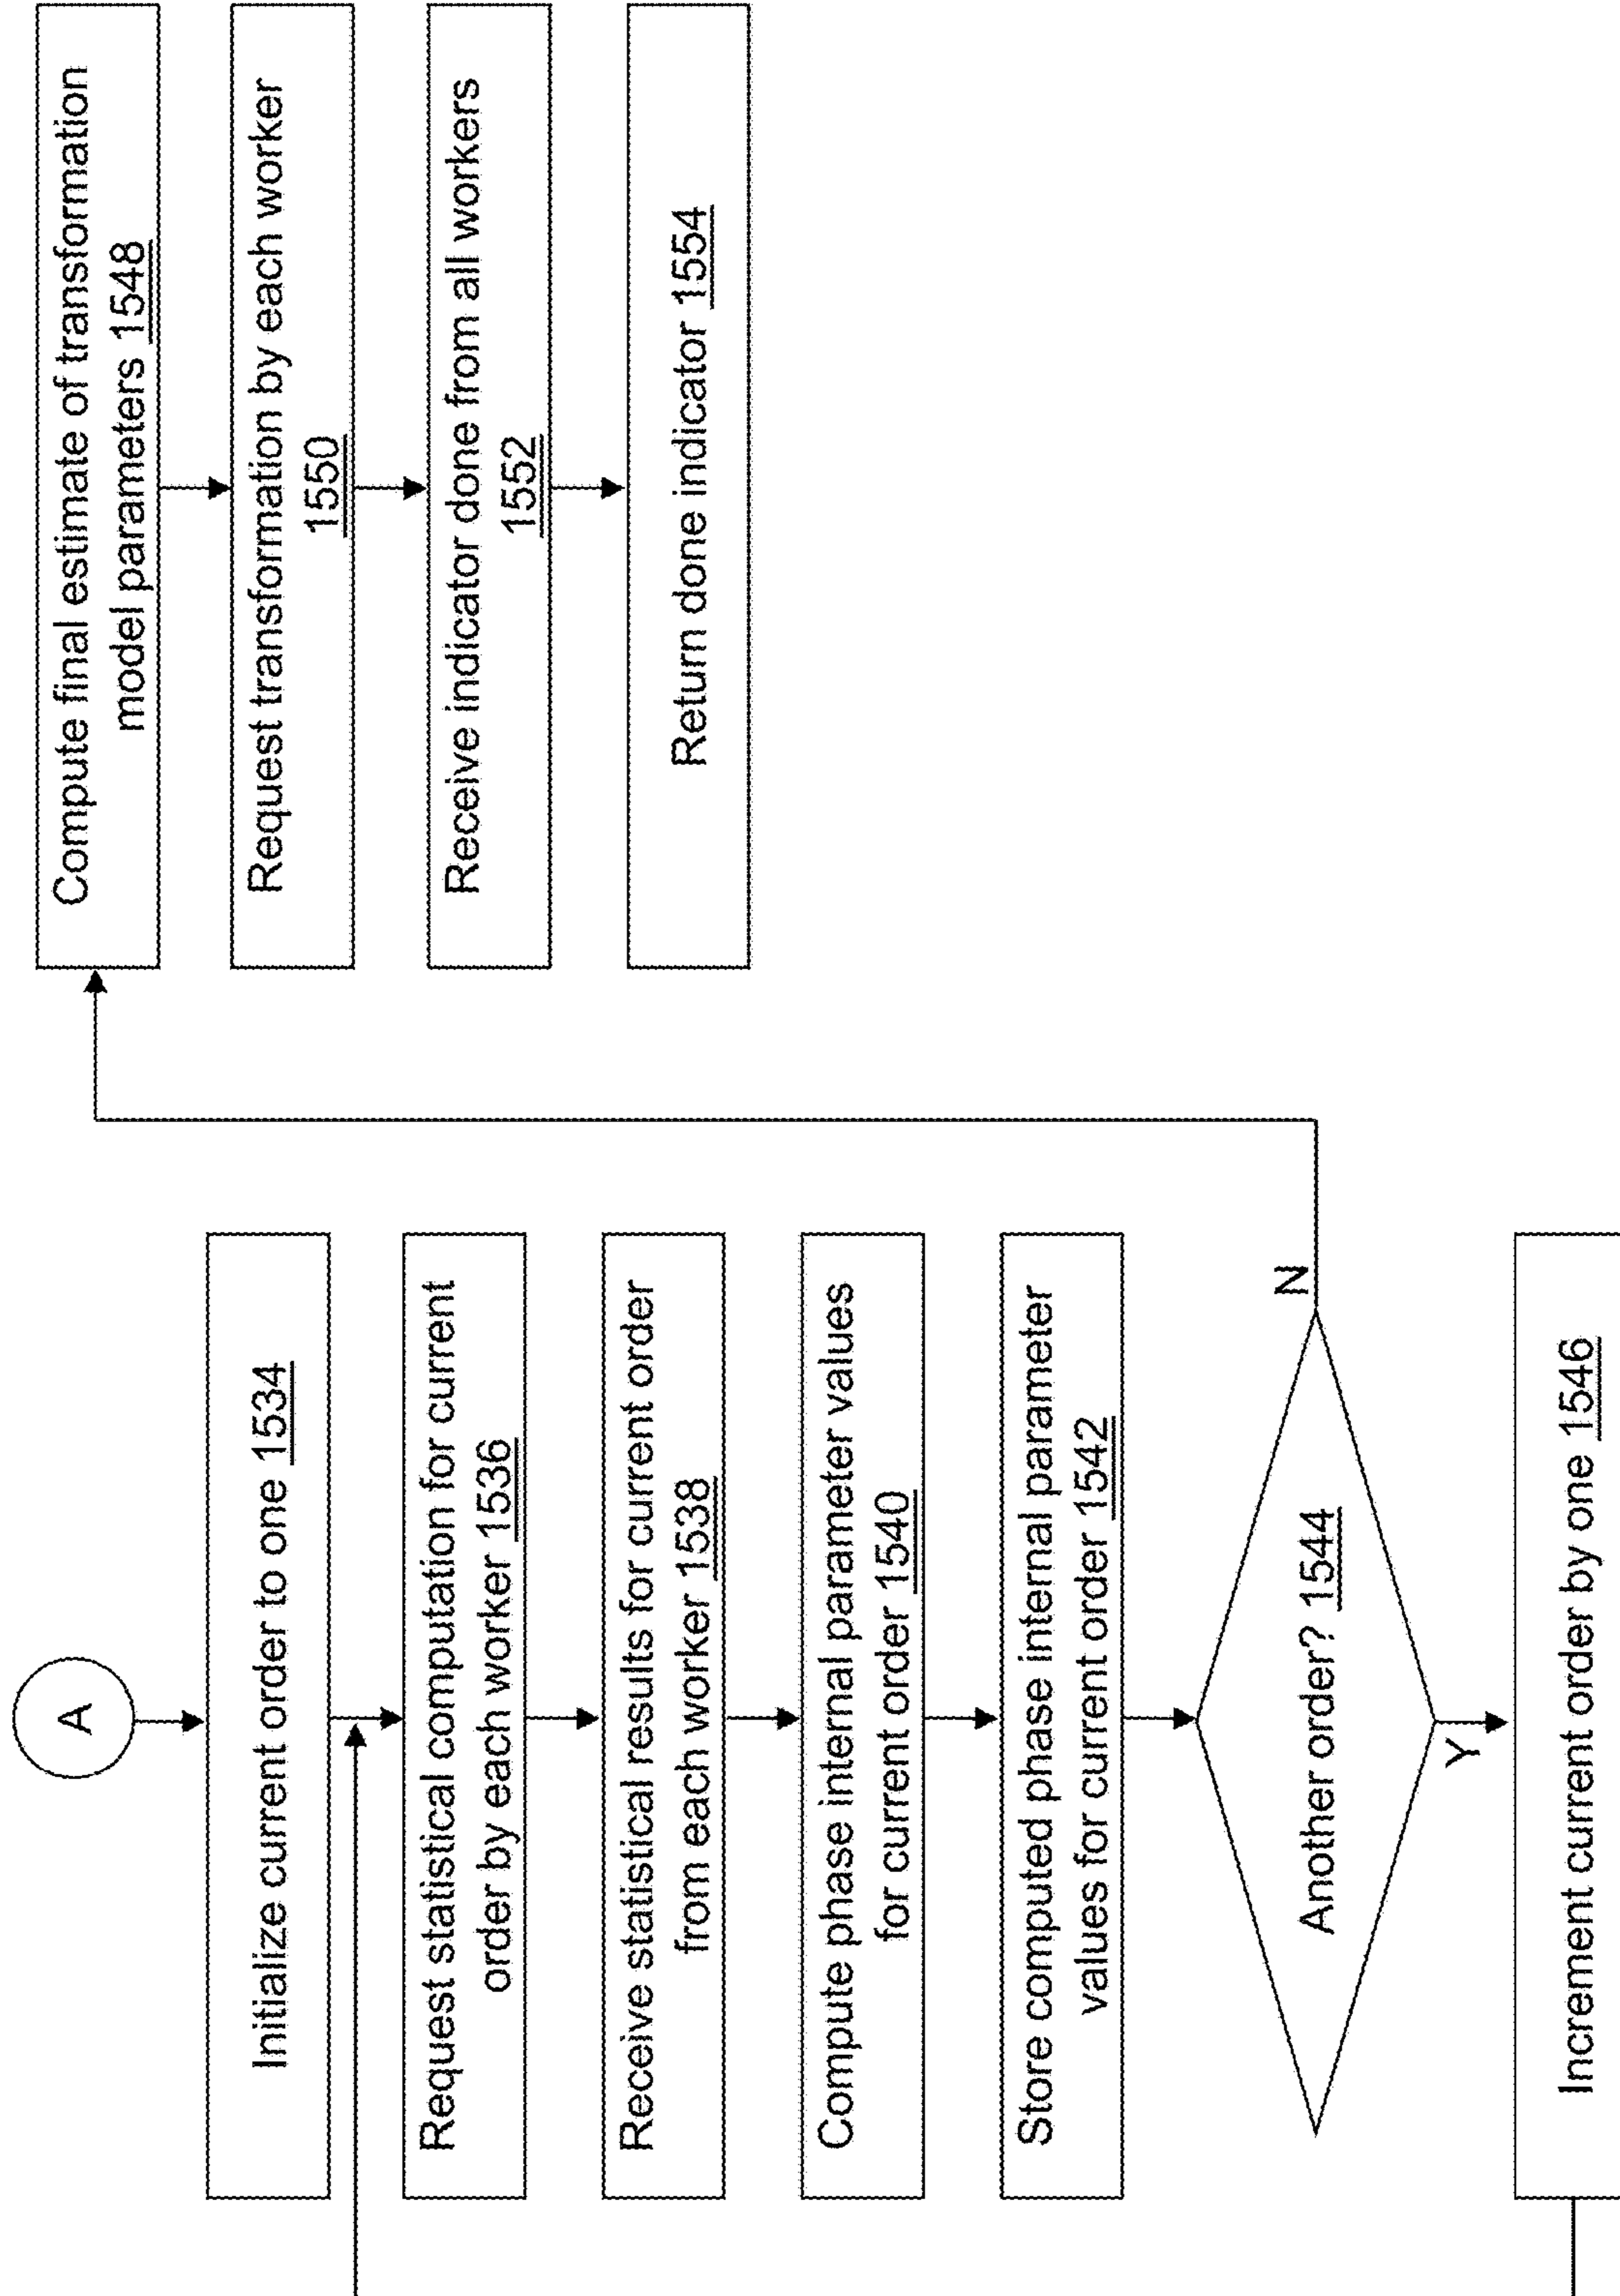 A
Initialize current order to one 1534
Request statistical computation for current
order by each worker 1536
Receive statistical results for current order
from each worker 1538
Compute phase internal parameter values
for current order 1540
Store computed phase internal parameter
values for current order 1542
Another order? 1544
N
Y
Increment current order by one 1546
Compute final estimate of transformation
model parameters 1548
Request transformation by each worker
1550
Receive indicator done from all workers
1552
Return done indicator 1554